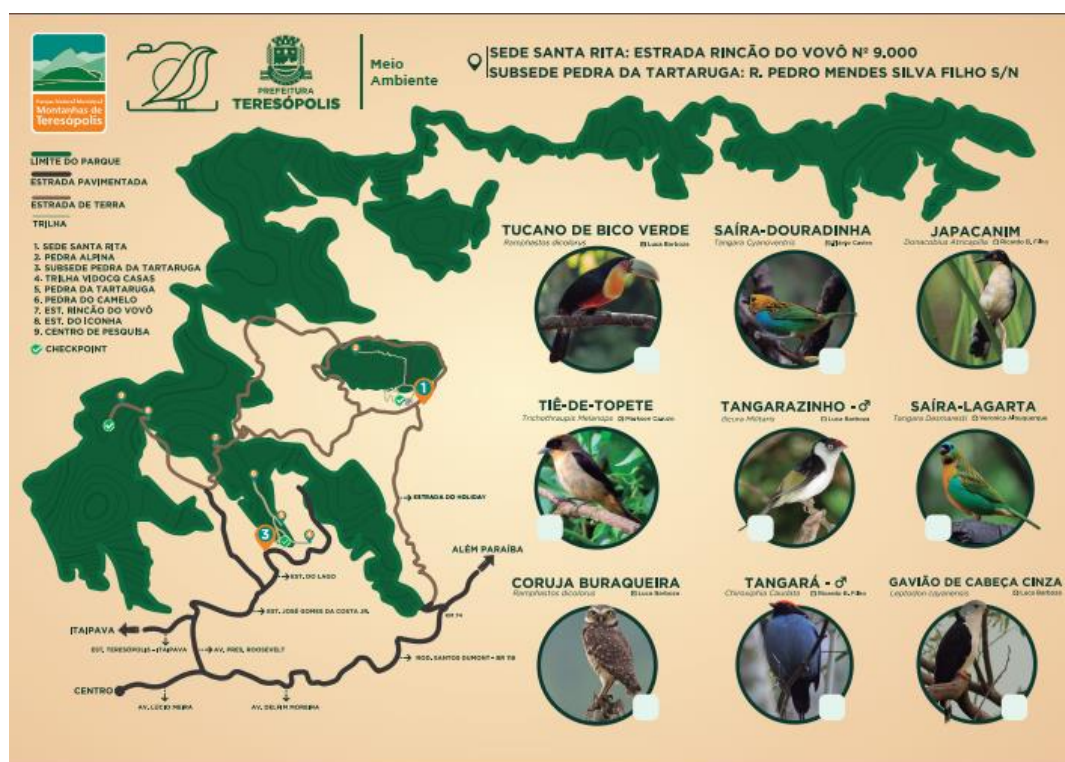 Parque Natural Municipal
Montanhas de
Teresópolis
PREFEITURA
TERESÓPOLIS
Meio
Ambiente
SEDE SANTA RITA: ESTRADA RINCÃO DO VOVÔ Nº 9.000
SUBSEDE PEDRA DA TARTARUGA: R. PEDRO MENDES SILVA FILHO S/N
LIMITE DO PARQUE
ESTRADA PAVIMENTADA
ESTRADA DE TERRA
TRILHA
1. SEDE SANTA RITA
2. PEDRA ALPINA
3. SUBSEDE PEDRA DA TARTARUGA
4. TRILHA VIDOCQ CASAS
5. PEDRA DA TARTARUGA
6. PEDRA DO CAMELO
7. EST. RINCÃO DO VOVÔ
8. EST. DO ICONHA
9. CENTRO DE PESQUISA
CHECKPOINT
1
3
ESTRADA DO HOLIDAY
ALÉM PARAÍBA
EST. DO LAGO
EST. JOSÉ GOMES DA COSTA JR.
ITAIPAVA
EST. TERESÓPOLIS - ITAIPAVA
AV. PRES. ROOSEVELT
ROD. SANTOS DUMONT - BR 116
CENTRO
AV. LÚCIO MEIRA
AV. DELFIM MOREIRA
TUCANO DE BICO VERDE
Ramphastos dicolorus Luca Barbosa
SAÍRA-DOURADINHA
Tangara Cyanoventris
JAPACANIM
Donacobius Atricapilla Ricardo B. Filho
TIÊ-DE-TOPETE
Trichothraupis Melanops
TANGARAZINHO - ♂
Ilicura Militaris Luca Barbosa
SAÍRA-LAGARTA
Tangara Desmaresti Veronica Albuquerque
CORUJA BURAQUEIRA
Ramphastos dicolorus Luca Barbosa
TANGARÁ - ♂
Chiroxiphia Caudata Ricardo B. Filho
GAVIÃO DE CABEÇA CINZA
Leptodon cayanensis Luca Barbosa